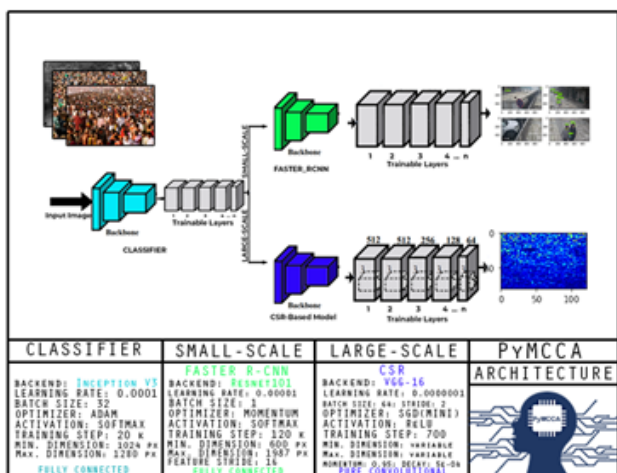 SMALL-SCALE
Backbone
FASTER_RCNN
1 2 3 4 ... n
Trainable Layers
Input Image
Backbone
CLASSIFIER
1 2 3 4 ... n
Trainable Layers
LARGE-SCALE
Backbone
CSR-Based Model
512 512 256 128 64
1 2 3 4 ... n
Trainable Layers
0
0 50 100
CLASSIFIER
BACKEND: INCEPTION V3
LEARNING RATE: 0.0001
BATCH SIZE: 32
OPTIMIZER: ADAM
ACTIVATION: SOFTMAX
TRAINING STEP: 20 K
MIN. DIMENSION: 1024 PX
MAX. DIMENSION: 1280 PX
FULLY CONNECTED
SMALL-SCALE
FASTER R-CNN
BACKEND: RESNET101
LEARNING RATE: 0.00001
BATCH SIZE: 1
OPTIMIZER: MOMENTUM
ACTIVATION: SOFTMAX
TRAINING STEP: 120 K
MIN. DIMENSION: 600 PX
MAX. DIMENSION: 1987 PX
FEATURE STRIDE: 16
FULLY CONNECTED
LARGE-SCALE
CSR
BACKEND: VGG-16
LEARNING RATE: 0.0000001
BATCH SIZE: 64; STRIDE: 2
OPTIMIZER: SGD(MINI)
ACTIVATION: RELU
TRAINING STEP: 700
MIN. DIMENSION: VARIABLE
MAX. DIMENSION: VARIABLE
MOMENTUM: 0.95; DECAY: 5E-04
PURE CONVOLUTIONAL
PYMCCA
ARCHITECTURE
PyMCCA